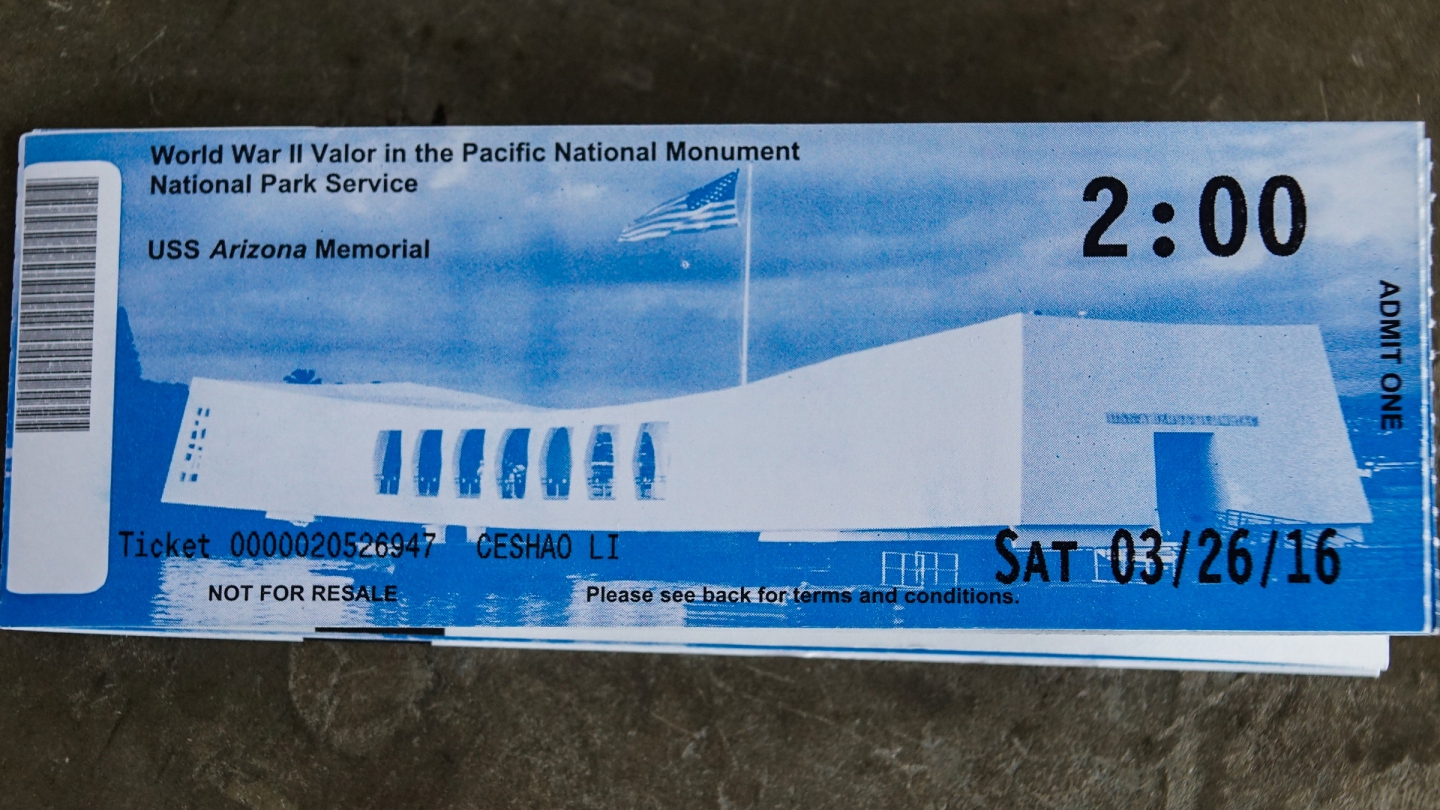 World War II Valor in the Pacific National Monument
National Park Service
2:00
USS Arizona Memorial
ADMIT ONE
Ticket 0000020526947 CESHAO LI
SAT 03/26/16
NOT FOR RESALE
Please see back for terms and conditions.